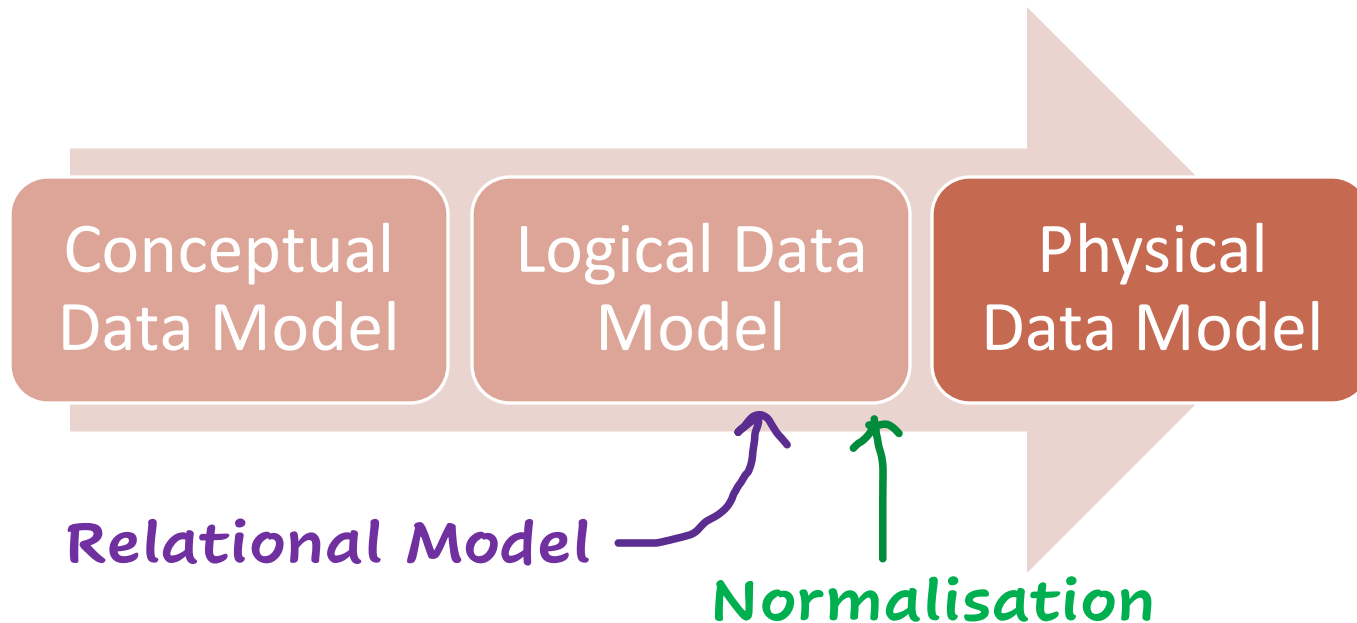 Conceptual
Data Model
Logical Data
Model
Physical
Data Model
Relational Model
Normalisation